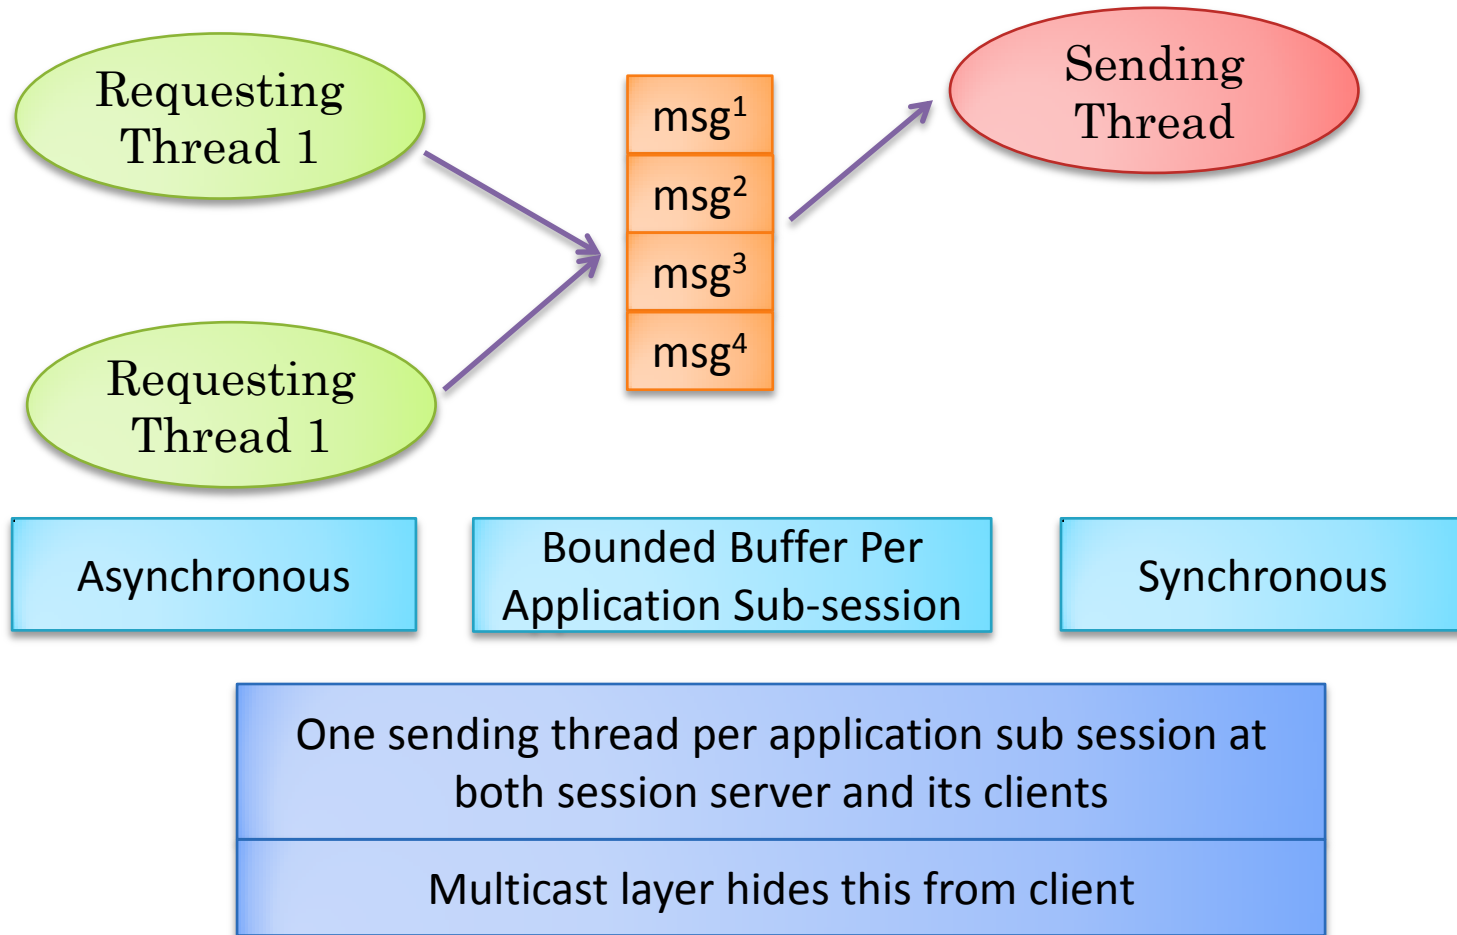 Requesting
Thread 1
msg¹
msg²
msg³
msg⁴
Sending
Thread
Requesting
Thread 1
Asynchronous
Bounded Buffer Per
Application Sub-session
Synchronous
One sending thread per application sub session at
both session server and its clients
Multicast layer hides this from client